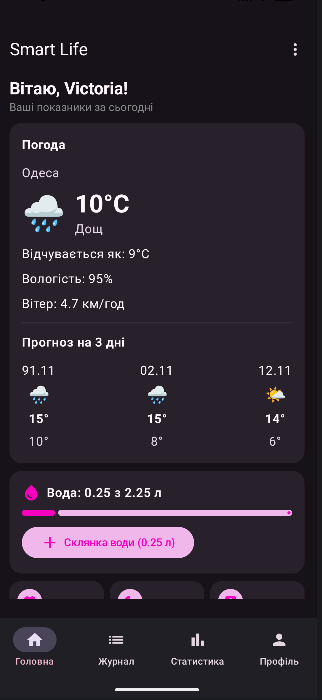 Smart Life
Вітаю, Victoria!
Ваші показники за сьогодні
Погода
Одеса
10°C
Дощ
Відчувається як: 9°C
Вологість: 95%
Вітер: 4.7 км/год
Прогноз на 3 дні
91.11 02.11 12.11
15° 15° 14°
10° 8° 6°
Вода: 0.25 з 2.25 л
+ Склянка води (0.25 л)
Головна Журнал Статистика Профіль